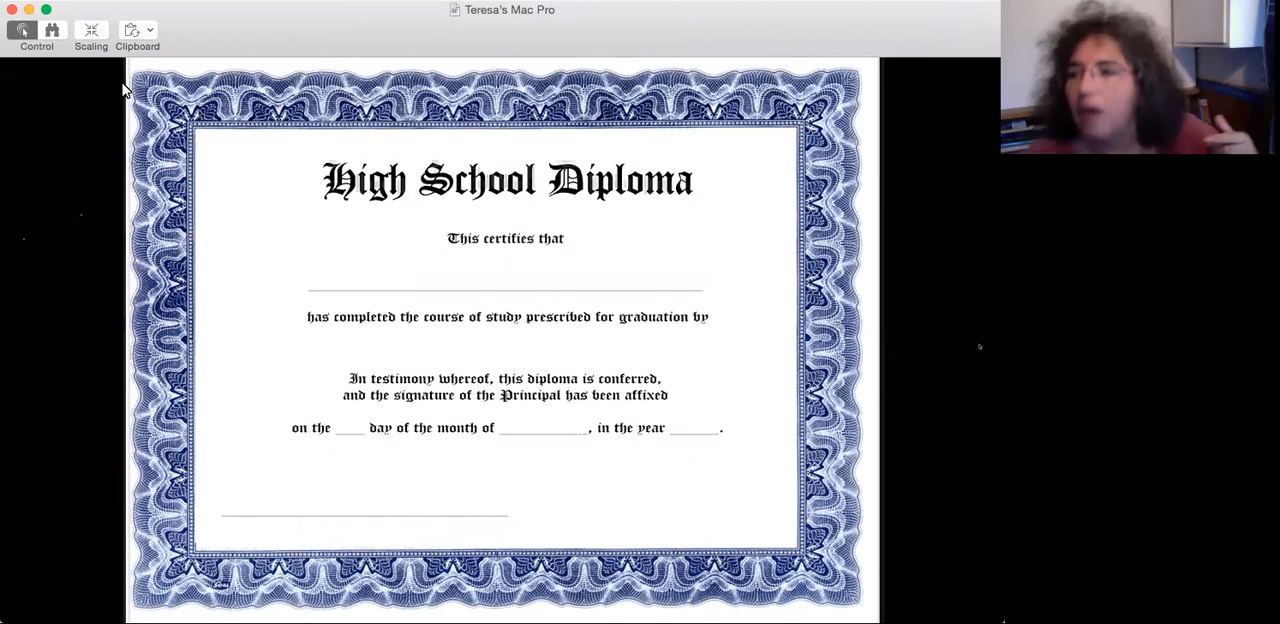 Teresa's Mac Pro
Control
Scaling
Clipboard
High School Diploma
This certifies that
has completed the course of study prescribed for graduation by
In testimony whereof, this diploma is conferred,
and the signature of the Principal has been affixed
on the ____ day of the month of ____________, in the year _______.